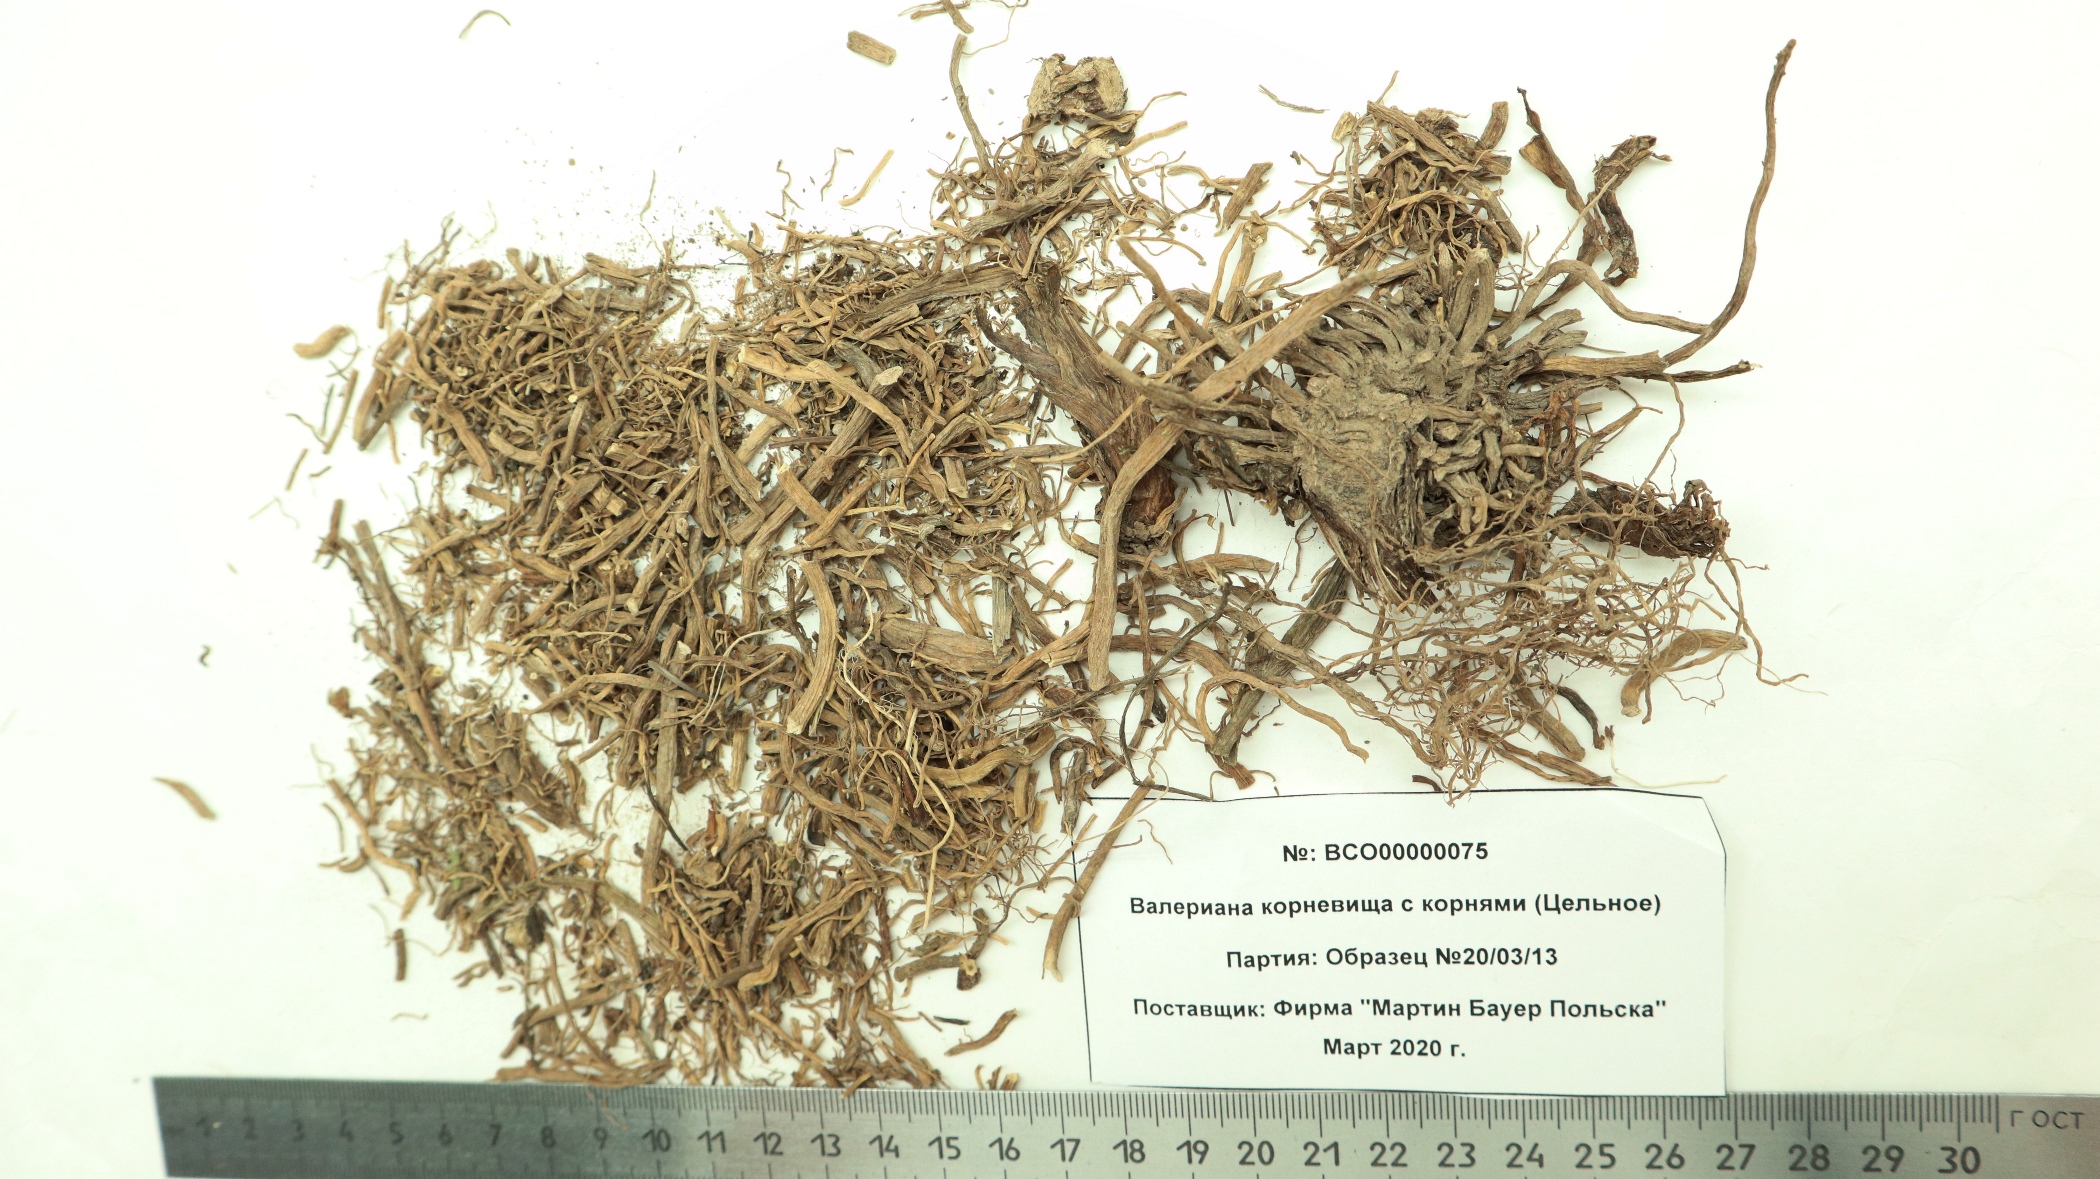 №: ВСО00000075
Валериана корневища с корнями (Цельное)
Партия: Образец №20/03/13
Поставщик: Фирма "Мартин Бауер Польска"
Март 2020 г.
1 2 3 4 5 6 7 8 9 10 11 12 13 14 15 16 17 18 19 20 21 22 23 24 25 26 27 28 29 30 ГОСТ